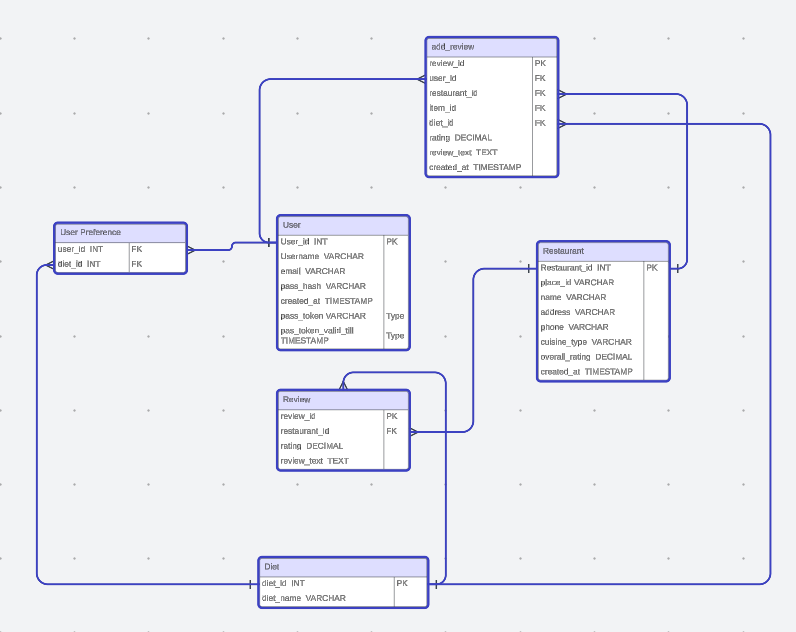 add_review
review_id PK
user_id FK
restaurant_id FK
item_id FK
diet_id FK
rating DECIMAL
review_text TEXT
created_at TIMESTAMP
User Preference
user_id INT FK
diet_id INT FK
User
User_id INT PK
Username VARCHAR
email VARCHAR
pass_hash VARCHAR
created_at TIMESTAMP
pass_token VARCHAR Type
pas_token_valid_till Type
TIMESTAMP
Restaurant
Restaurant_id INT PK
place_id VARCHAR
name VARCHAR
address VARCHAR
phone VARCHAR
cuisine_type VARCHAR
overall_rating DECIMAL
created_at TIMESTAMP
Review
review_id PK
restaurant_id FK
rating DECIMAL
review_text TEXT
Diet
diet_id INT PK
diet_name VARCHAR